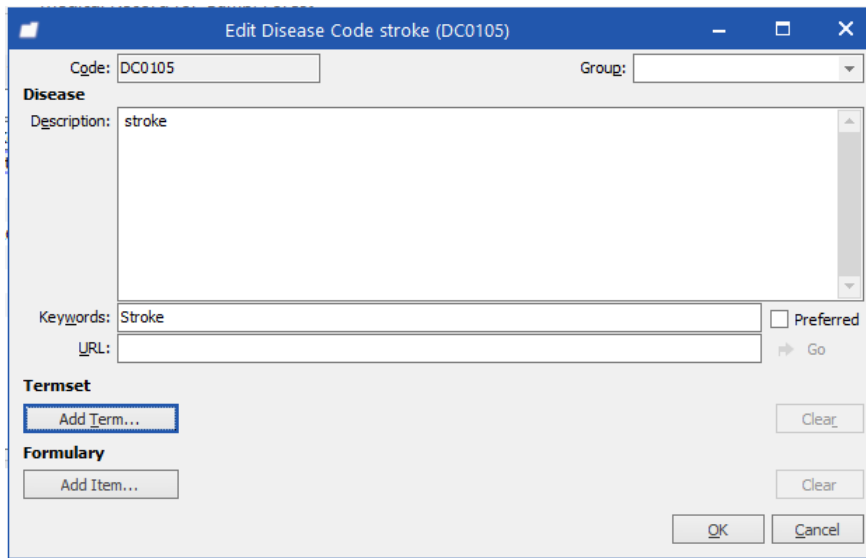 Edit Disease Code stroke (DC0105)
Code: DC0105 Group:
Disease
Description: stroke
Keywords: Stroke Preferred
URL: Go
Termset
Add Term... Clear
Formulary
Add Item... Clear
OK Cancel